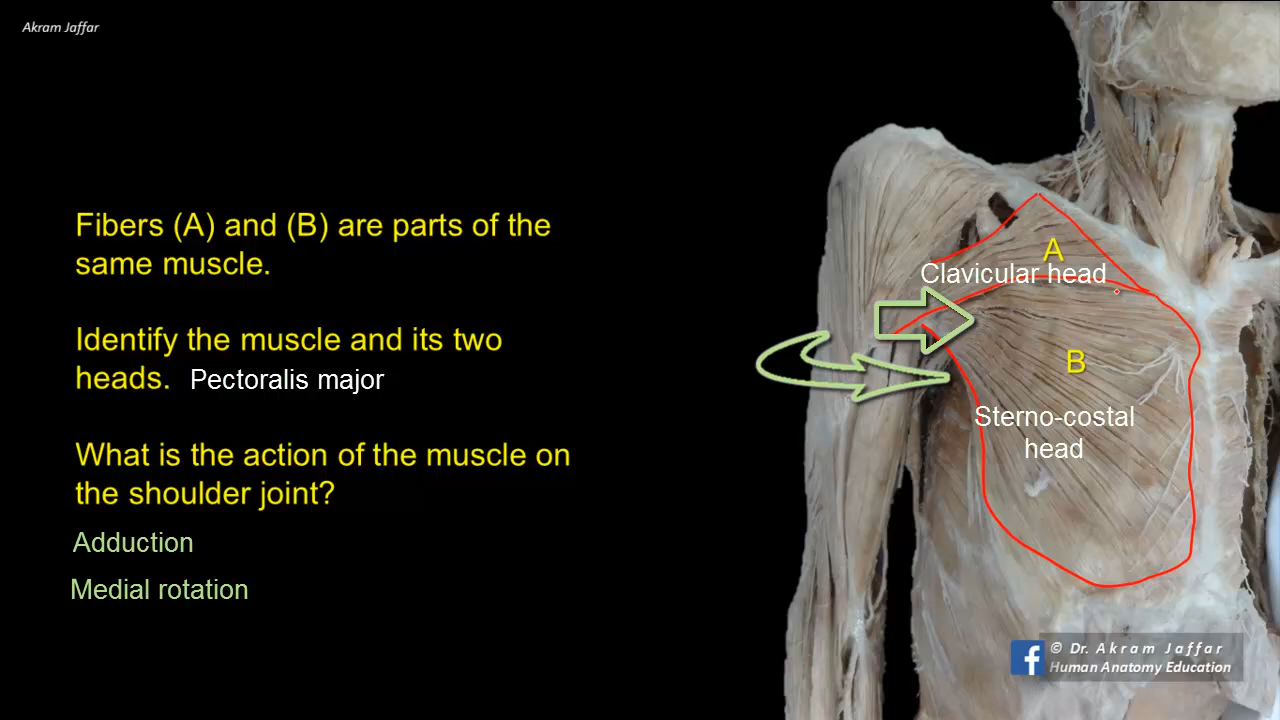 Akram Jaffar
Fibers (A) and (B) are parts of the
same muscle.
Identify the muscle and its two
heads. Pectoralis major
What is the action of the muscle on
the shoulder joint?
Adduction
Medial rotation
A
Clavicular head
B
Sterno-costal
head
f
© Dr. Akram Jaffar
Human Anatomy Education